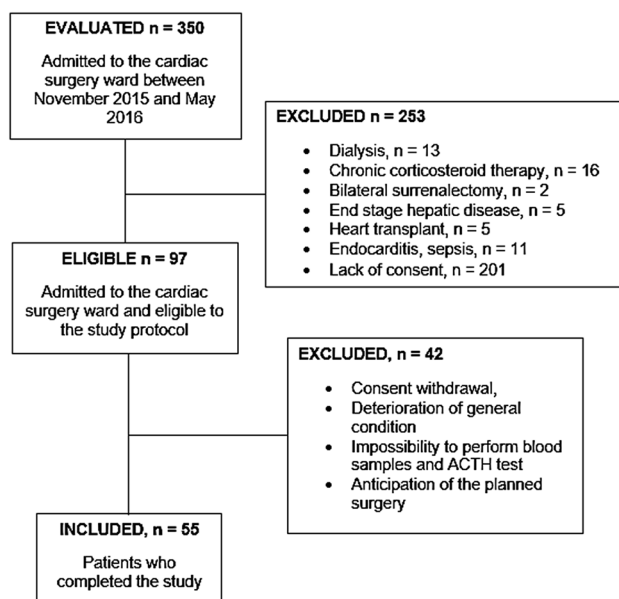 EVALUATED n = 350
Admitted to the cardiac
surgery ward between
November 2015 and May
2016
EXCLUDED n = 253
• Dialysis, n = 13
• Chronic corticosteroid therapy, n = 16
• Bilateral surrenalectomy, n = 2
• End stage hepatic disease, n = 5
• Heart transplant, n = 5
• Endocarditis, sepsis, n = 11
• Lack of consent, n = 201
ELIGIBLE n = 97
Admitted to the cardiac
surgery ward and eligible to
the study protocol
EXCLUDED, n = 42
• Consent withdrawal,
• Deterioration of general
condition
• Impossibility to perform blood
samples and ACTH test
• Anticipation of the planned
surgery
INCLUDED, n = 55
Patients who
completed the study